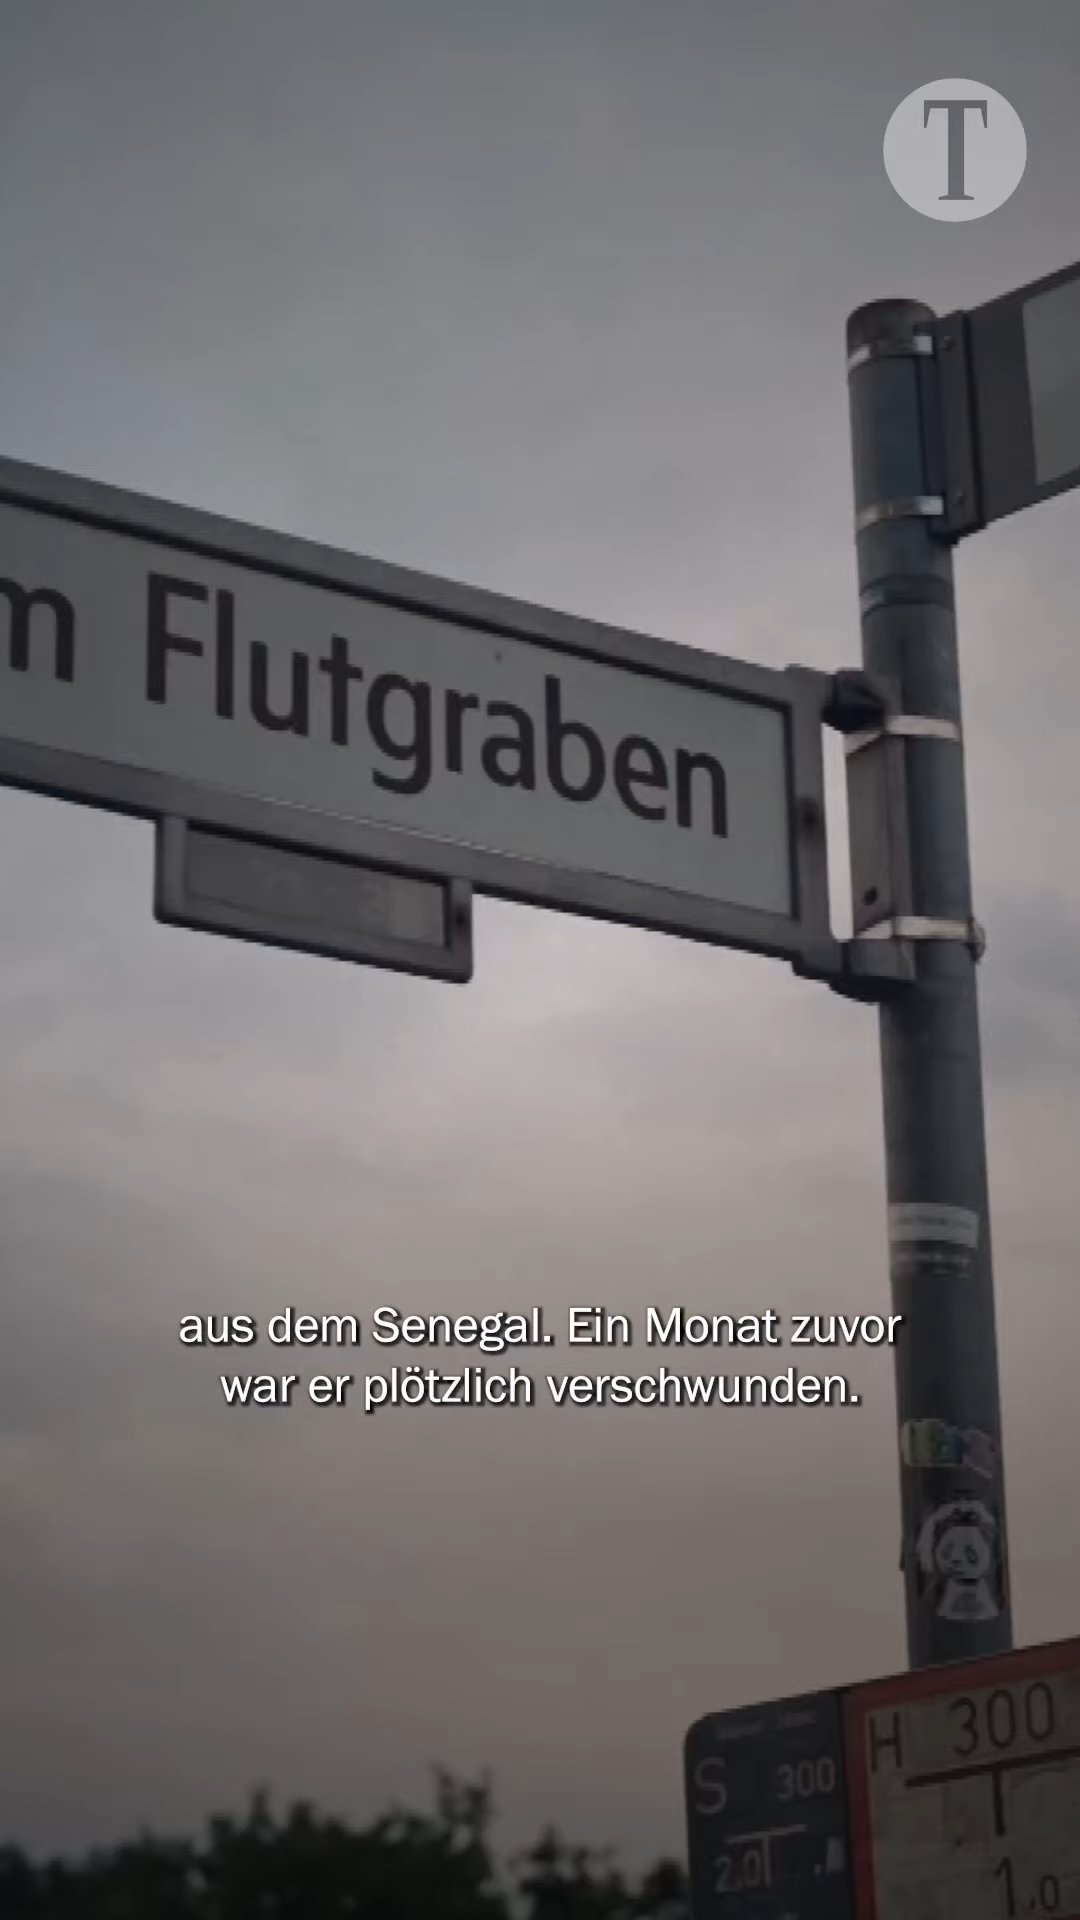 T
m Flutgraben
aus dem Senegal. Ein Monat zuvor
war er plötzlich verschwunden.
H 300
S 300
2.0
1.0